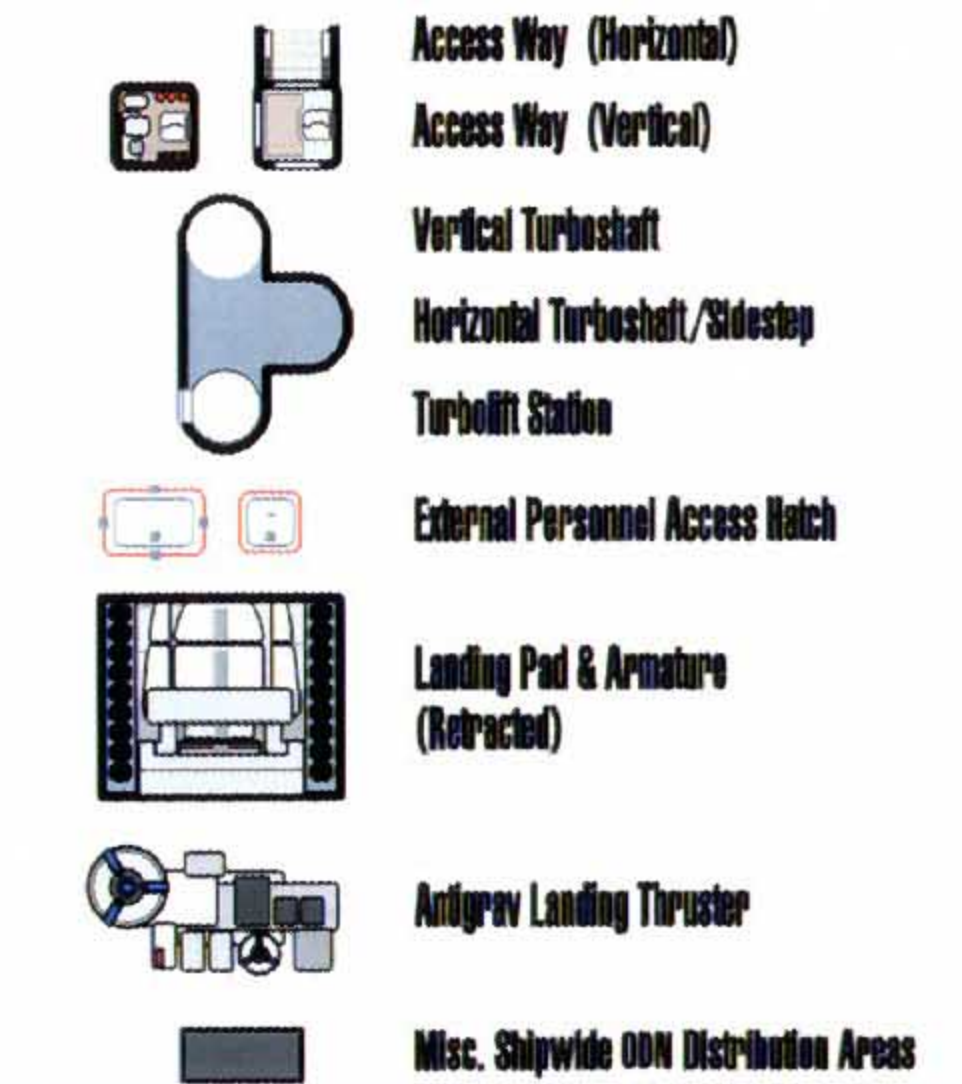 Access Way (Horizontal)
Access Way (Vertical)
Vertical Turboshaft
Horizontal Turboshaft/Sidestep
Turbolift Station
External Personnel Access Hatch
Landing Pad & Armature
(Retracted)
Antigrav Landing Thruster
Misc. Shipwide ODN Distribution Areas